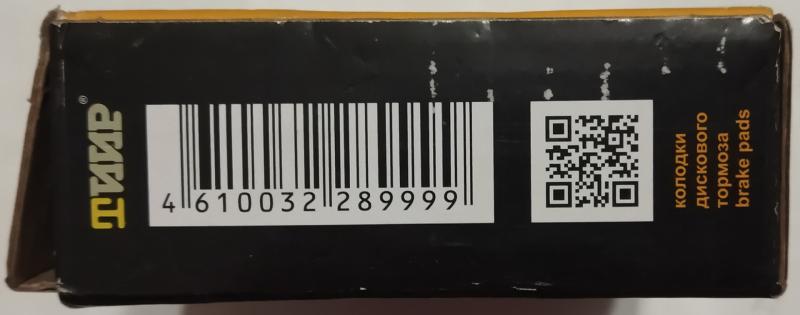 ТИИР®
4 610032 289999
колодки
дискового
тормоза
brake pads